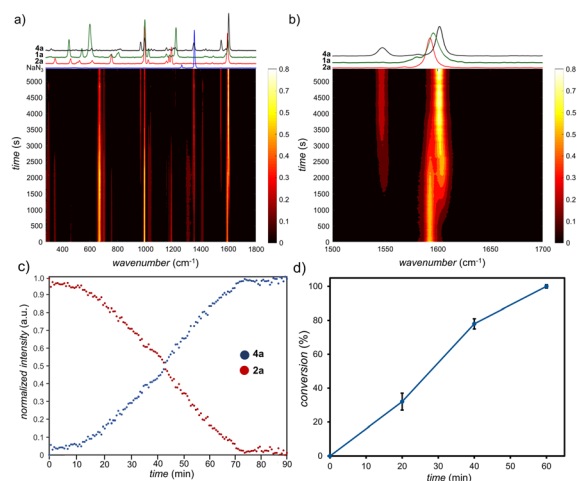 a)
4a
1a
2a
NaN3
5000
4500
4000
3500
3000
2500
2000
1500
1000
500
0
time (s)
400 600 800 1000 1200 1400 1600 1800
wavenumber (cm-1)
0.8
0.7
0.6
0.5
0.4
0.3
0.2
0.1
0
b)
4a
1a
2a
5000
4500
4000
3500
3000
2500
2000
1500
1000
500
0
time (s)
1500 1550 1600 1650 1700
wavenumber (cm-1)
0.8
0.7
0.6
0.5
0.4
0.3
0.2
0.1
0
c)
1.0
0.9
0.8
0.7
0.6
0.5
0.4
0.3
0.2
0.1
0
normalized intensity (a.u.)
4a
2a
0 10 20 30 40 50 60 70 80 90
time (min)
d)
100
80
60
40
20
0
conversion (%)
0 20 40 60
time (min)